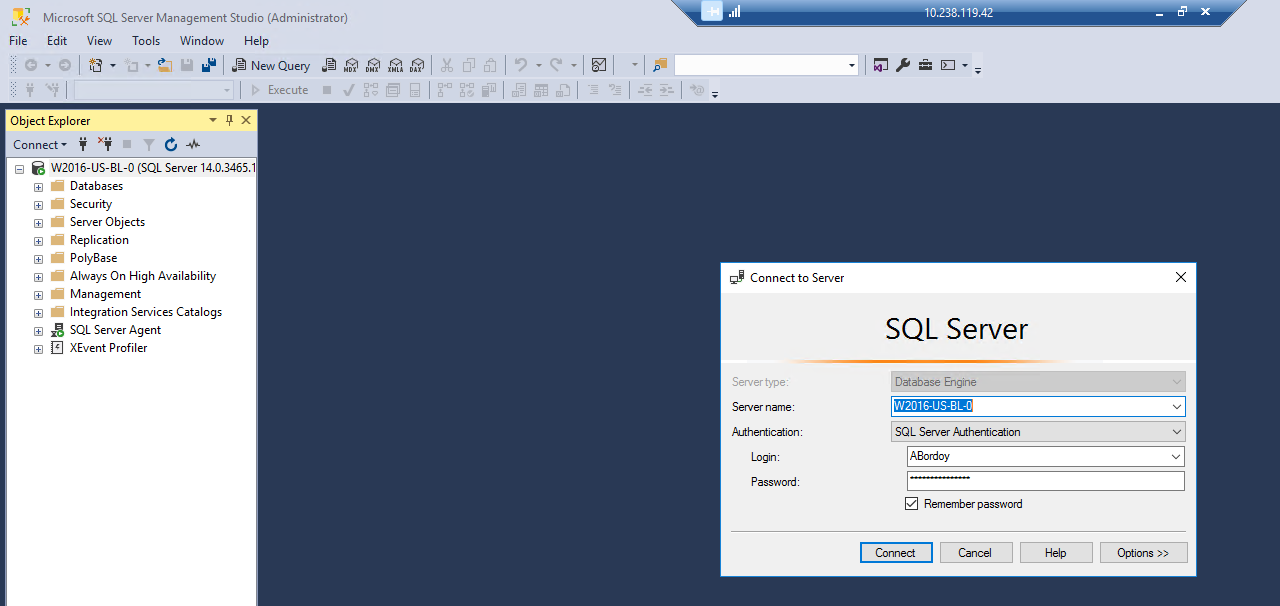 Microsoft SQL Server Management Studio (Administrator)
10.238.119.42
File Edit View Tools Window Help
New Query MDX DMX XMLA DAX
Execute
Object Explorer
Connect
W2016-US-BL-0 (SQL Server 14.0.3465.1
Databases
Security
Server Objects
Replication
PolyBase
Always On High Availability
Management
Integration Services Catalogs
SQL Server Agent
XEvent Profiler
Connect to Server
SQL Server
Server type: Database Engine
Server name: W2016-US-BL-0
Authentication: SQL Server Authentication
Login: ABordoy
Password: ***************
Remember password
Connect Cancel Help Options >>